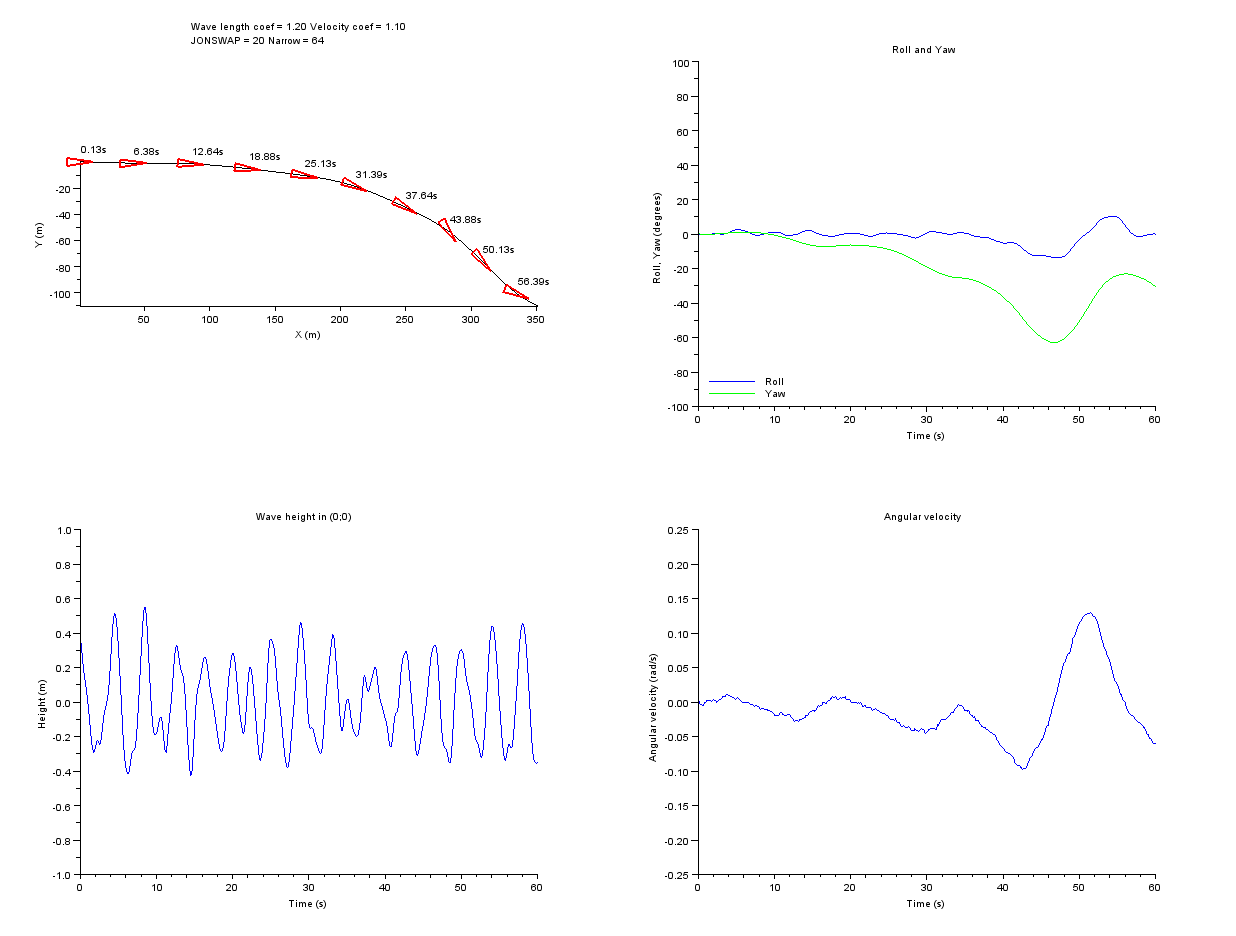 Wave length coef = 1.20 Velocity coef = 1.10
JONSWAP = 20 Narrow = 64
0.13s
6.38s
12.64s
18.88s
25.13s
31.39s
37.64s
43.88s
50.13s
56.39s
-20
-40
-60
-80
-100
Y (m)
50
100
150
200
250
300
350
X (m)
Roll and Yaw
100
80
60
40
20
0
-20
-40
-60
-80
-100
Roll, Yaw (degrees)
Roll
Yaw
0
10
20
30
40
50
60
Time (s)
Wave height in (0;0)
1.0
0.8
0.6
0.4
0.2
0.0
-0.2
-0.4
-0.6
-0.8
-1.0
Height (m)
0
10
20
30
40
50
60
Time (s)
Angular velocity
0.25
0.20
0.15
0.10
0.05
0.00
-0.05
-0.10
-0.15
-0.20
-0.25
Angular velocity (rad/s)
0
10
20
30
40
50
60
Time (s)